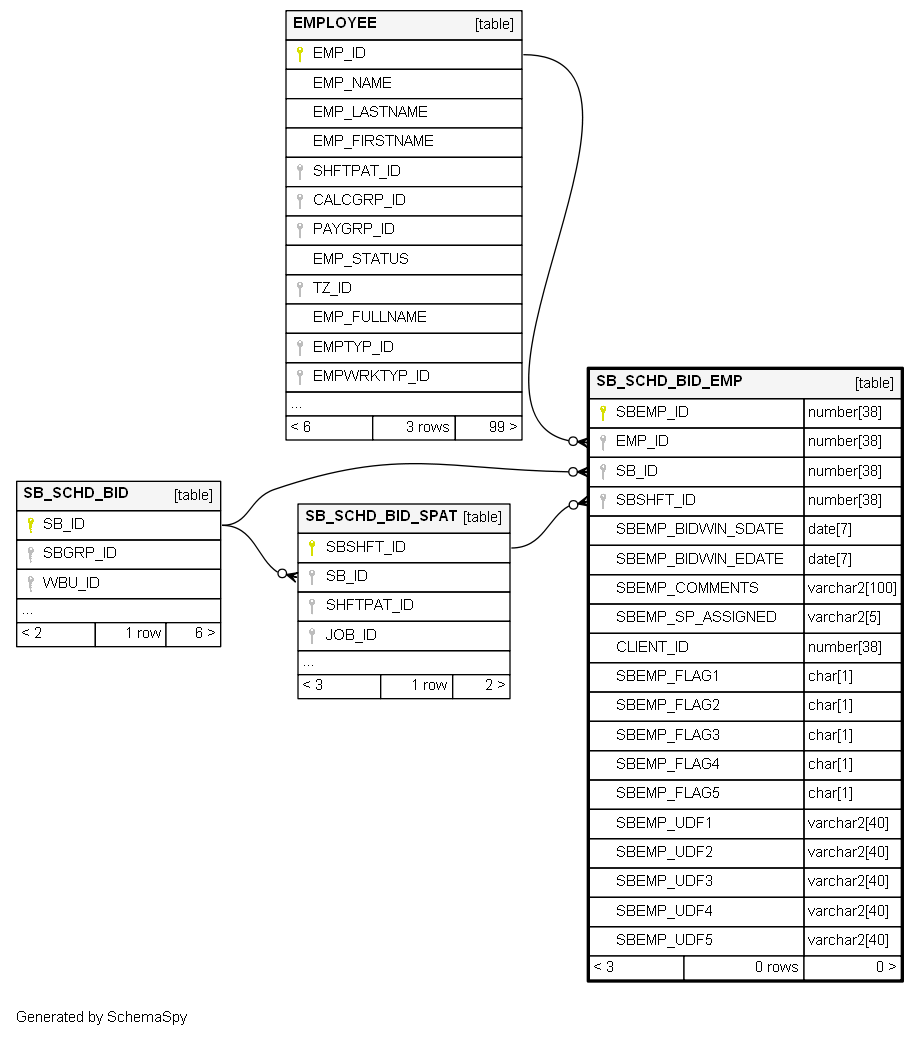 EMPLOYEE [table]
EMP_ID
EMP_NAME
EMP_LASTNAME
EMP_FIRSTNAME
SHFTPAT_ID
CALCGRP_ID
PAYGRP_ID
EMP_STATUS
TZ_ID
EMP_FULLNAME
EMPTYP_ID
EMPWRKTYP_ID
...
< 6 3 rows 99 >
SB_SCHD_BID [table]
SB_ID
SBGRP_ID
WBU_ID
...
< 2 1 row 6 >
SB_SCHD_BID_SPAT [table]
SBSHFT_ID
SB_ID
SHFTPAT_ID
JOB_ID
...
< 3 1 row 2 >
SB_SCHD_BID_EMP [table]
SBEMP_ID number[38]
EMP_ID number[38]
SB_ID number[38]
SBSHFT_ID number[38]
SBEMP_BIDWIN_SDATE date[7]
SBEMP_BIDWIN_EDATE date[7]
SBEMP_COMMENTS varchar2[100]
SBEMP_SP_ASSIGNED varchar2[5]
CLIENT_ID number[38]
SBEMP_FLAG1 char[1]
SBEMP_FLAG2 char[1]
SBEMP_FLAG3 char[1]
SBEMP_FLAG4 char[1]
SBEMP_FLAG5 char[1]
SBEMP_UDF1 varchar2[40]
SBEMP_UDF2 varchar2[40]
SBEMP_UDF3 varchar2[40]
SBEMP_UDF4 varchar2[40]
SBEMP_UDF5 varchar2[40]
< 3 0 rows 0 >
Generated by SchemaSpy